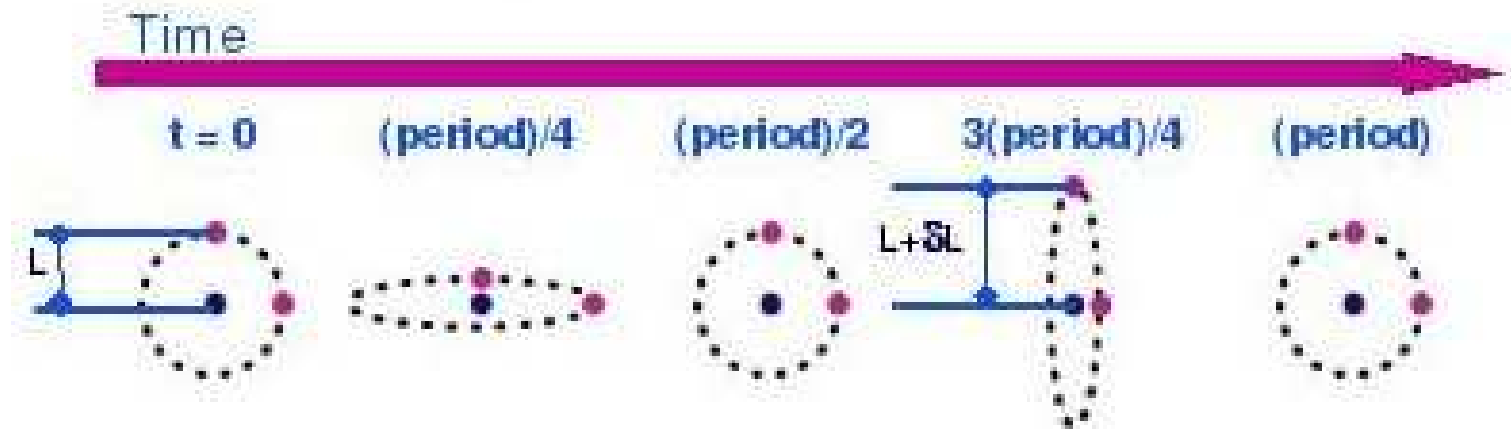 Time
t = 0 (period)/4 (period)/2 3(period)/4 (period)
L
L+δL